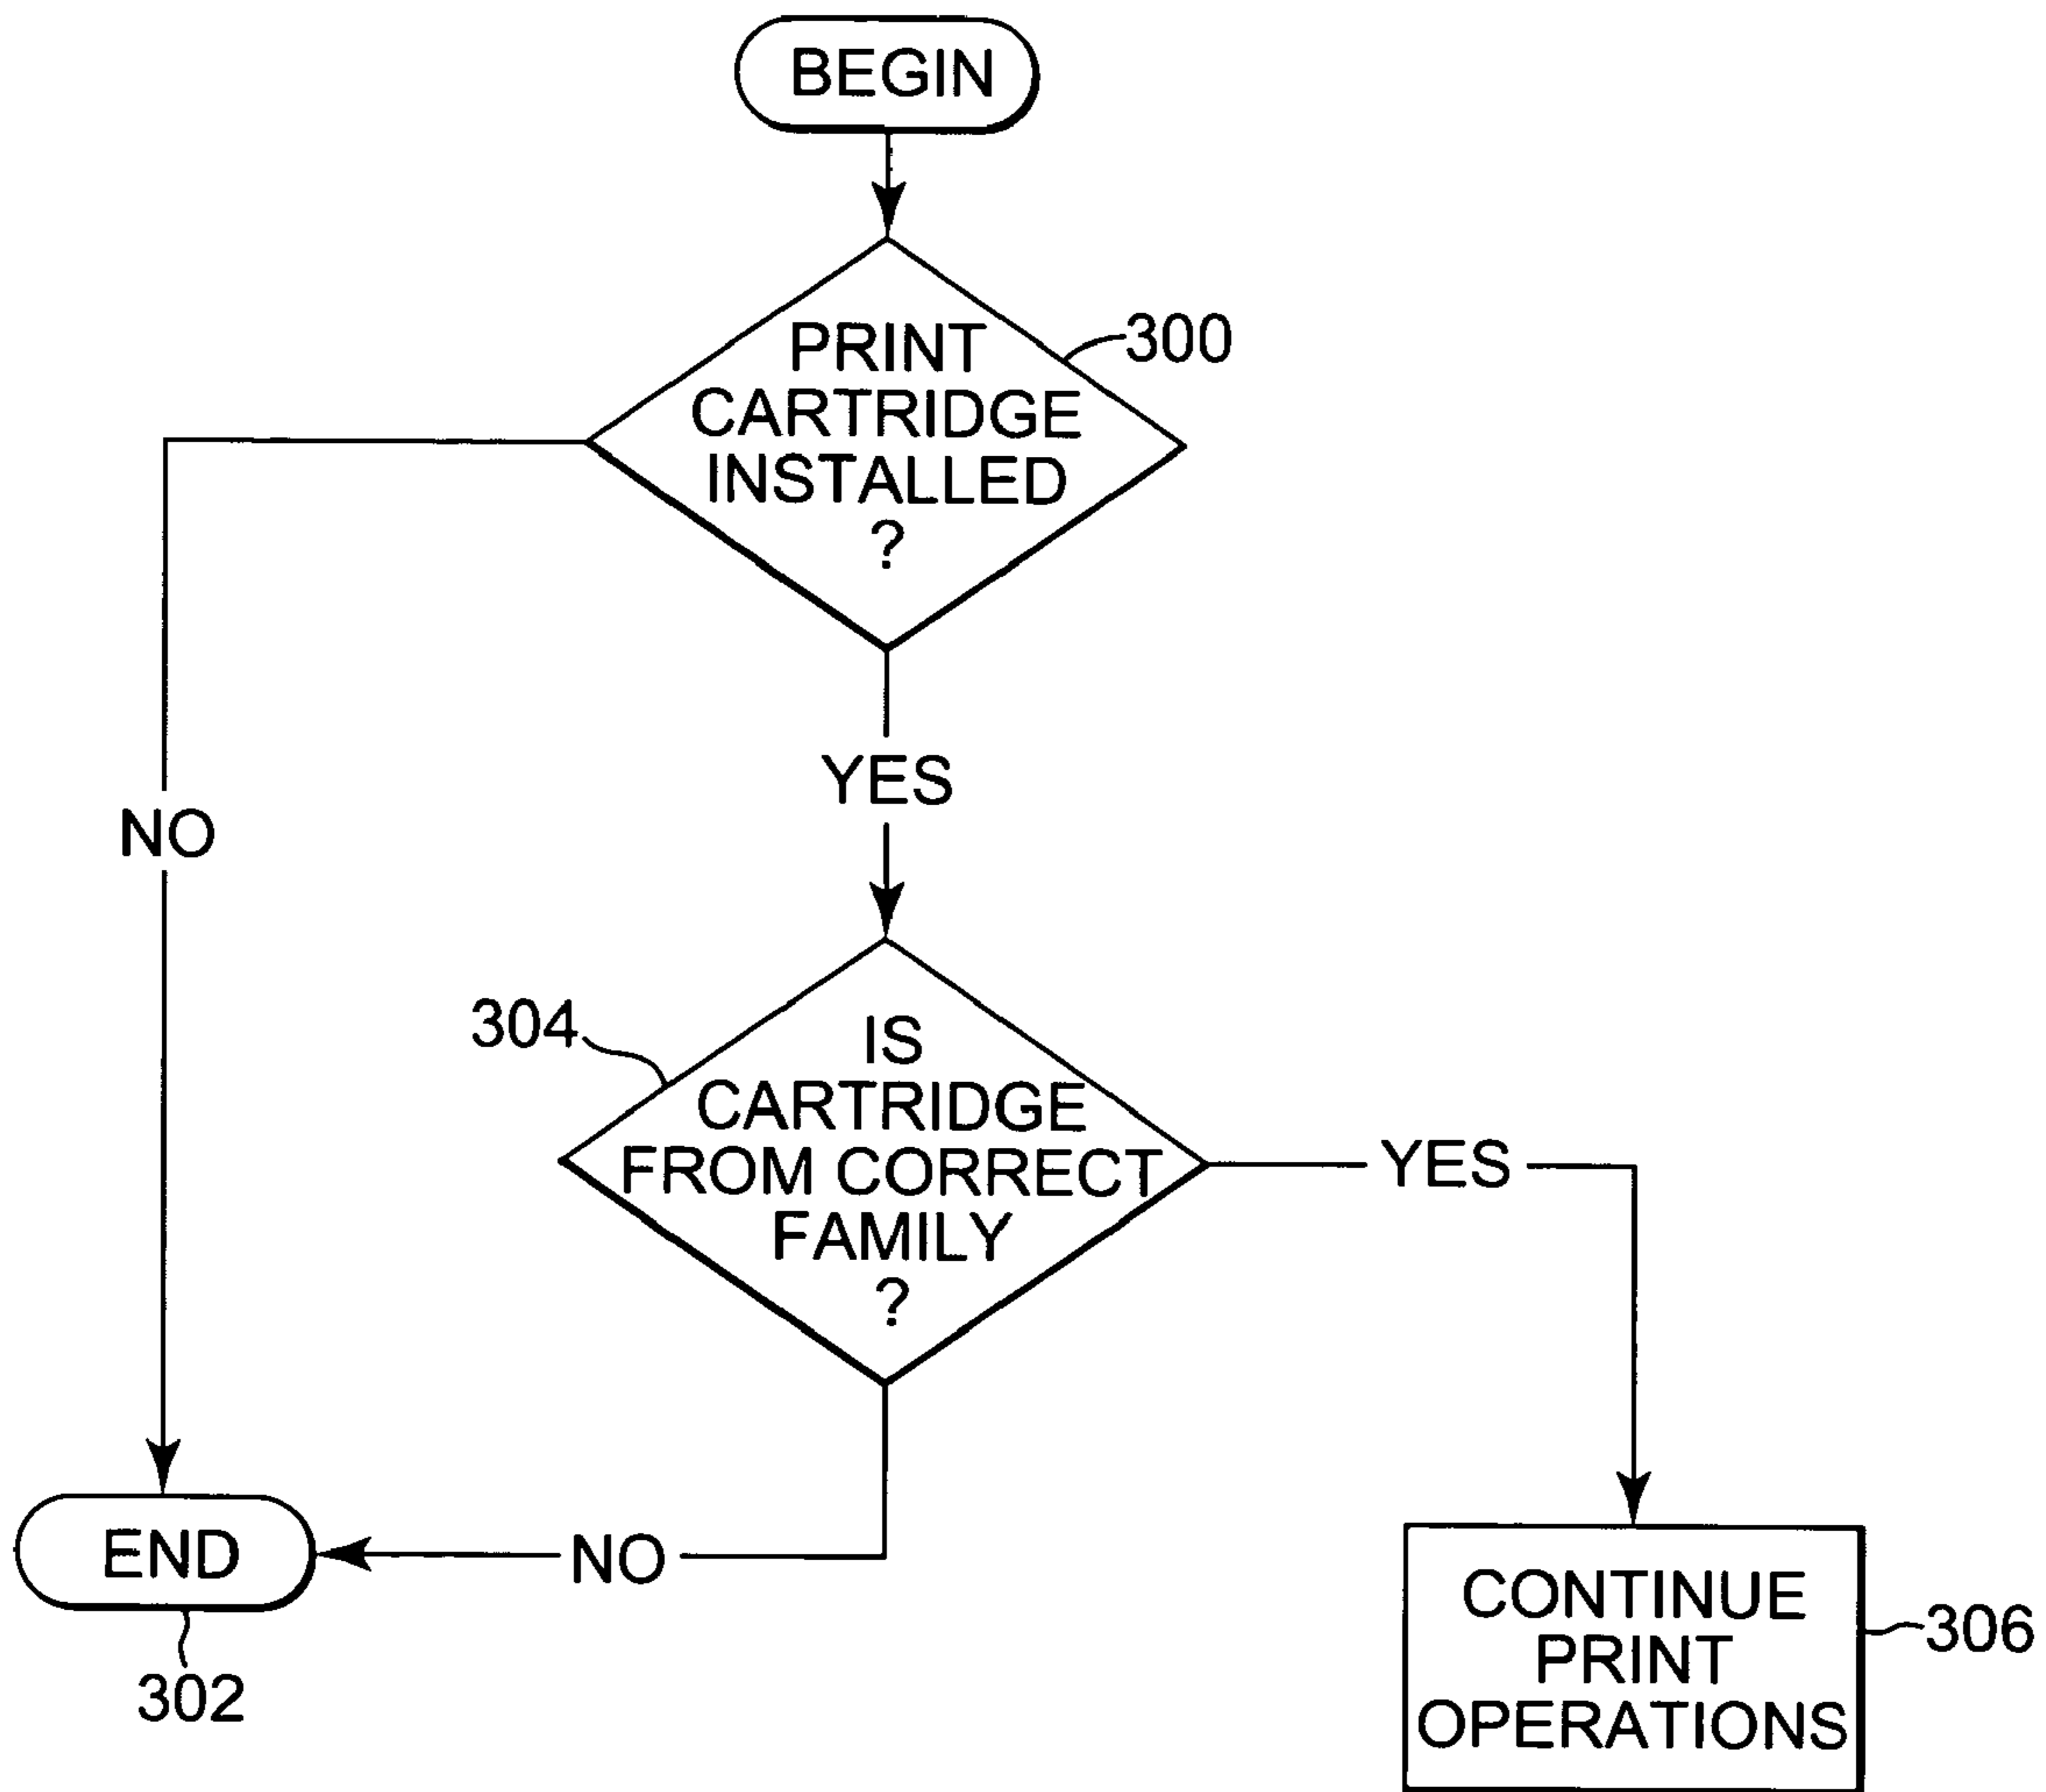 BEGIN
PRINT
CARTRIDGE
INSTALLED
?
300
YES
NO
304
IS
CARTRIDGE
FROM CORRECT
FAMILY
?
YES
NO
END
302
CONTINUE
PRINT
OPERATIONS
306